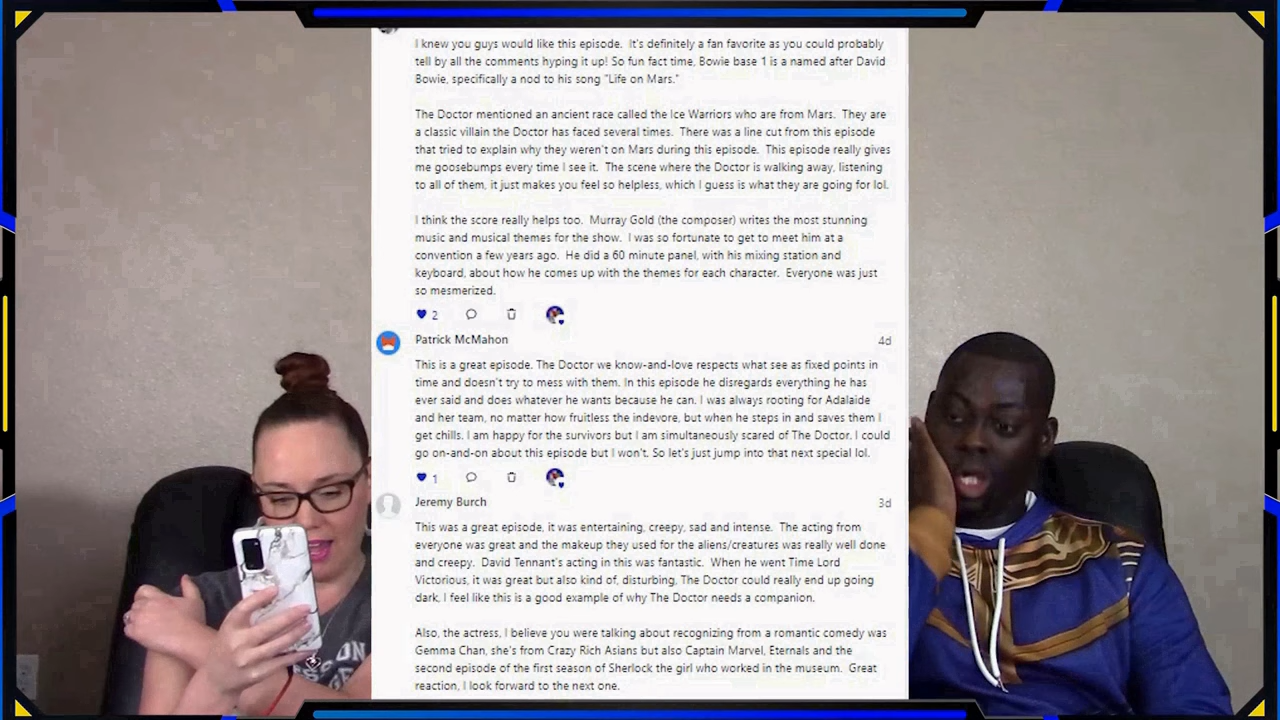 I knew you guys would like this episode. It's definitely a fan favorite as you could probably
tell by all the comments hyping it up! So fun fact time, Bowie base 1 is a named after David
Bowie, specifically a nod to his song "Life on Mars."
The Doctor mentioned an ancient race called the Ice Warriors who are from Mars. They are
a classic villain the Doctor has faced several times. There was a line cut from this episode
that tried to explain why they weren't on Mars during this episode. This episode really gives
me goosebumps every time I see it. The scene where the Doctor is walking away, listening
to all of them, it just makes you feel so helpless, which I guess is what they are going for lol.
I think the score really helps too. Murray Gold (the composer) writes the most stunning
music and musical themes for the show. I was so fortunate to get to meet him at a
convention a few years ago. He did a 60 minute panel, with his mixing station and
keyboard, about how he comes up with the themes for each character. Everyone was just
so mesmerized.
2
Patrick McMahon 4d
This is a great episode. The Doctor we know-and-love respects what see as fixed points in
time and doesn't try to mess with them. In this episode he disregards everything he has
ever said and does whatever he wants because he can. I was always rooting for Adalaide
and her team, no matter how fruitless the indevore, but when he steps in and saves them I
get chills. I am happy for the survivors but I am simultaneously scared of The Doctor. I could
go on-and-on about this episode but I won't. So let's just jump into that next special lol.
1
Jeremy Burch 3d
This was a great episode, it was entertaining, creepy, sad and intense. The acting from
everyone was great and the makeup they used for the aliens/creatures was really well done
and creepy. David Tennant's acting in this was fantastic. When he went Time Lord
Victorious, it was great but also kind of, disturbing. The Doctor could really end up going
dark, I feel like this is a good example of why The Doctor needs a companion.
Also, the actress, I believe you were talking about recognizing from a romantic comedy was
Gemma Chan, she's from Crazy Rich Asians but also Captain Marvel, Eternals and the
second episode of the first season of Sherlock the girl who worked in the museum. Great
reaction, I look forward to the next one.